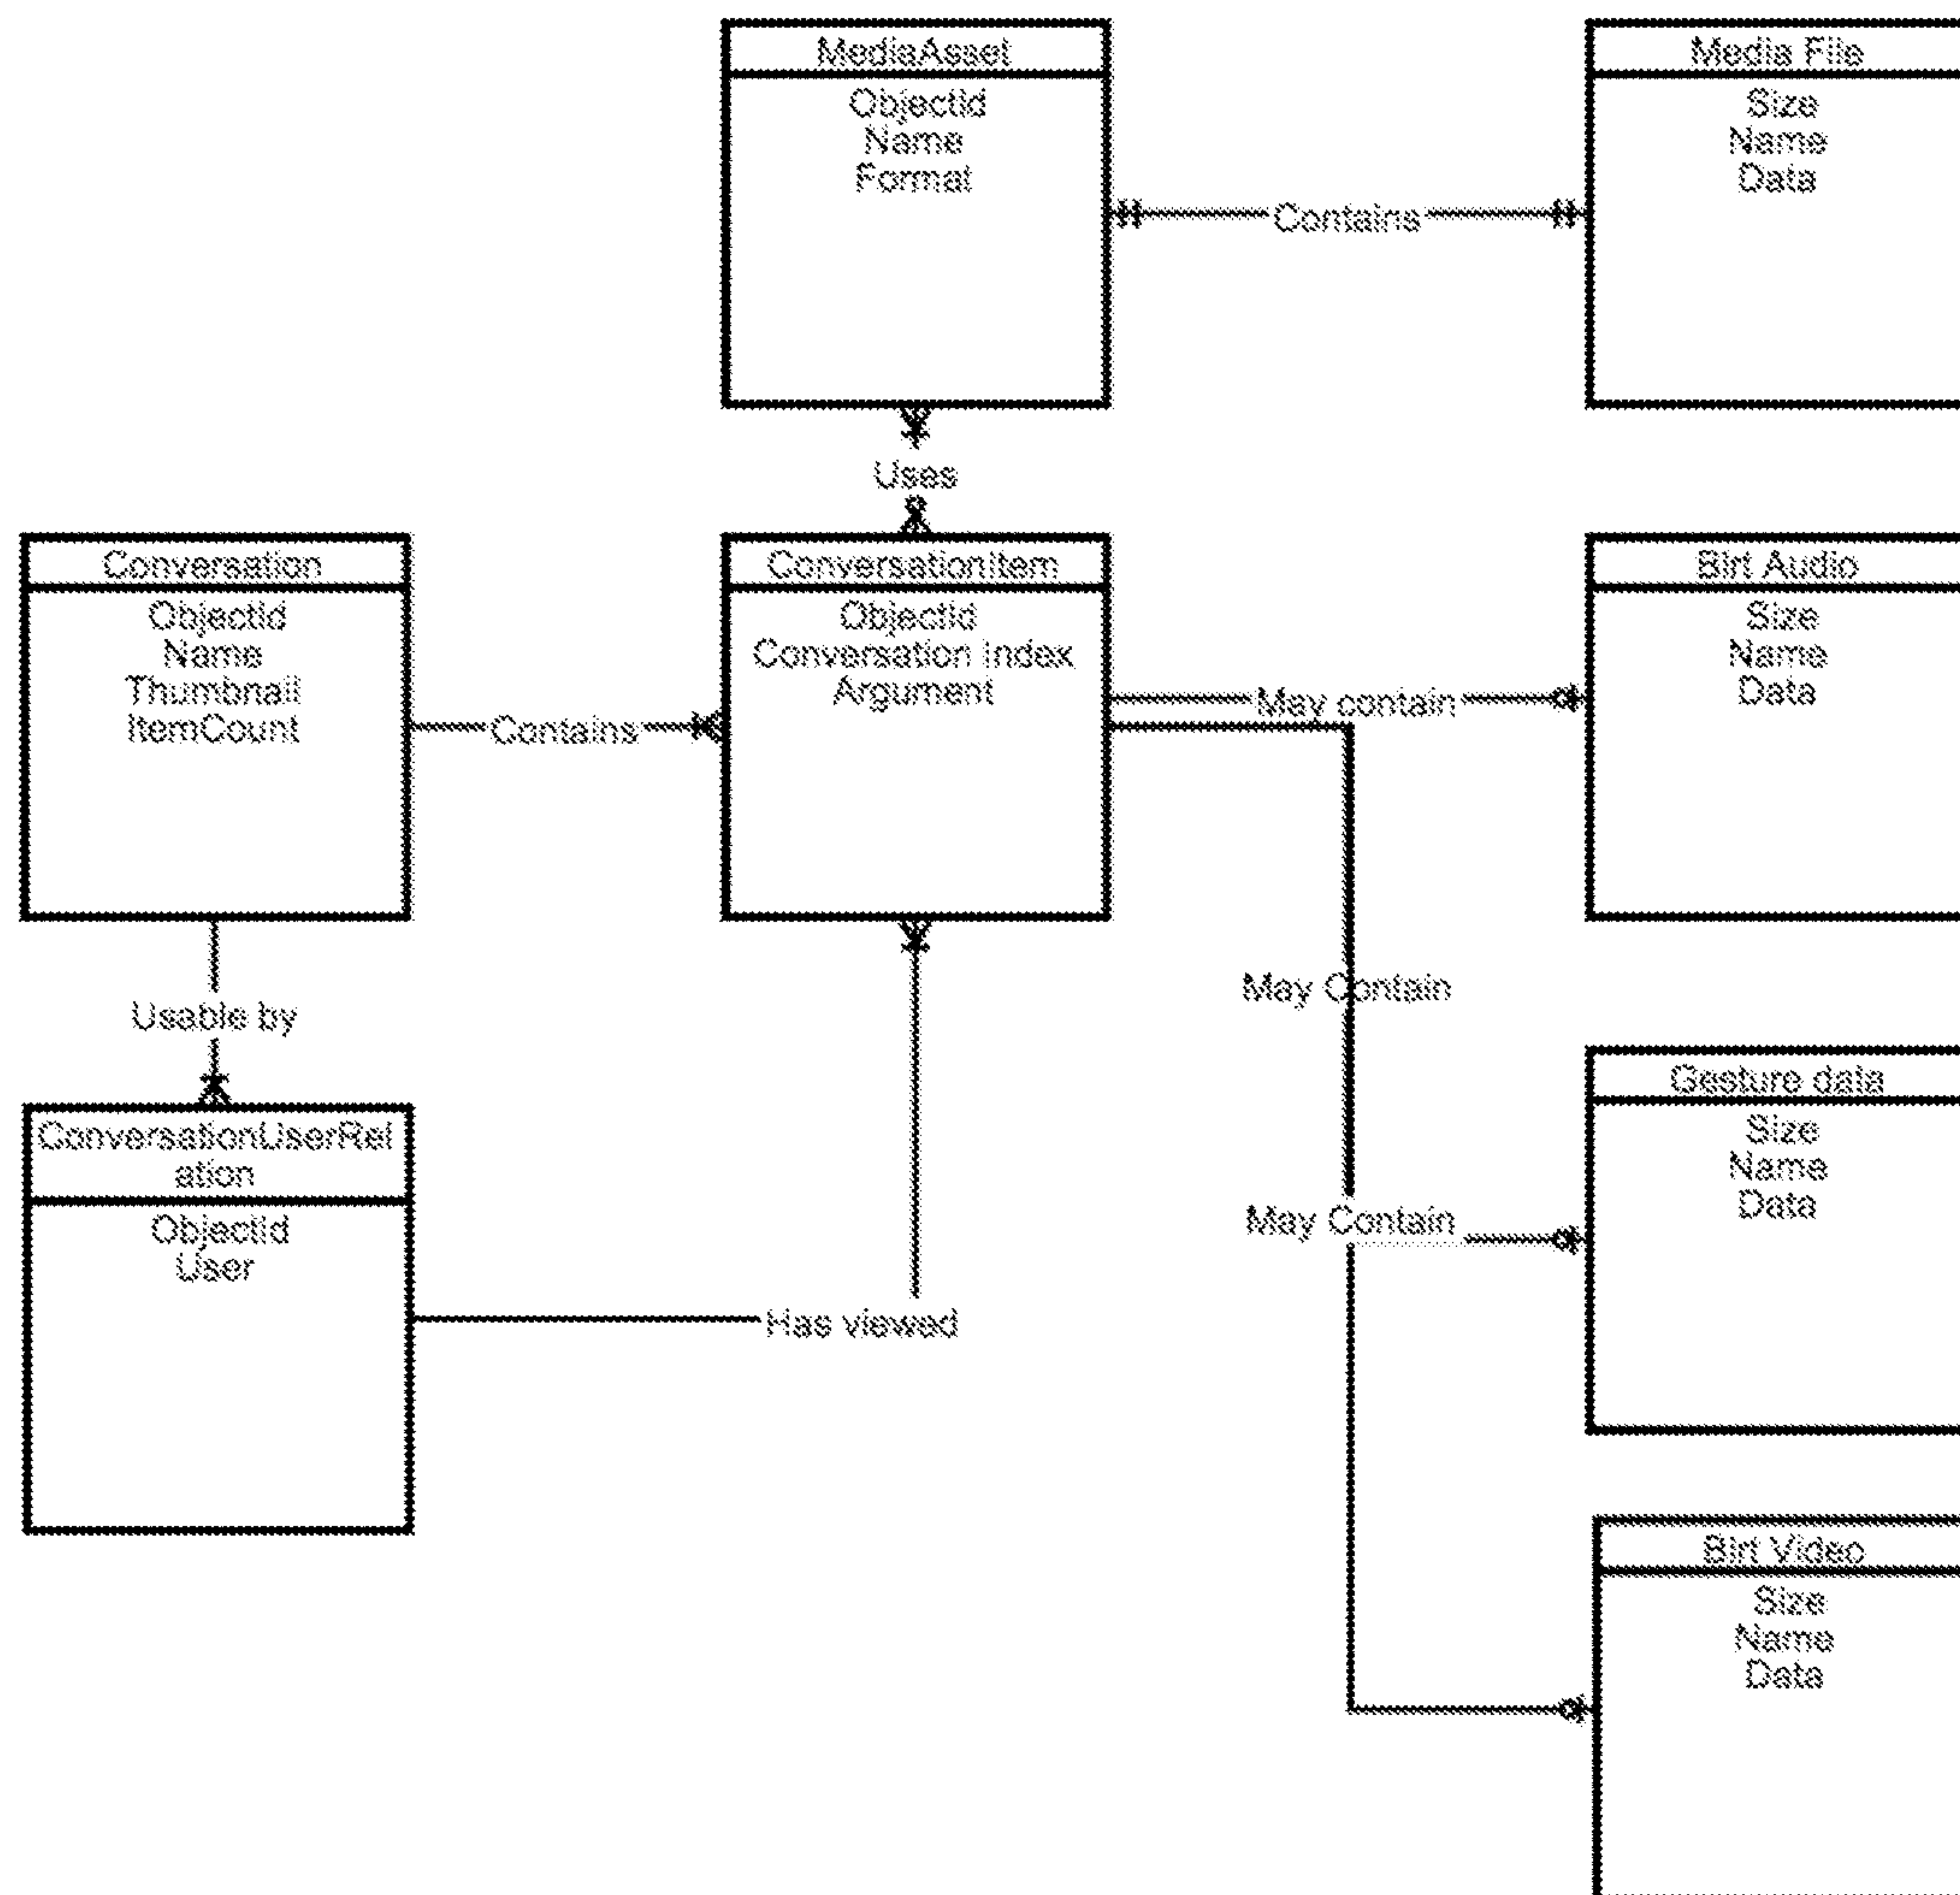 MediaAsset
ObjectId
Name
Format
Contains
Media File
Size
Name
Data
Uses
Conversation
ObjectId
Name
Thumbnail
ItemCount
Contains
ConversationItem
ObjectId
Conversation Index
Argument
May contain
Birt Audio
Size
Name
Data
Usable by
May Contain
ConversationUserRel
ation
ObjectId
User
Has viewed
May Contain
Gesture data
Size
Name
Data
Birt Video
Size
Name
Data